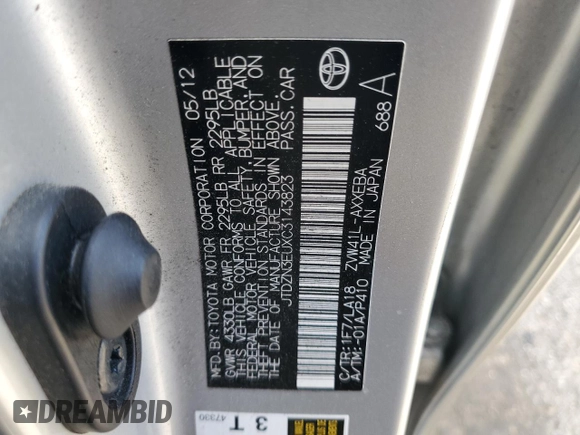 MFD.BY:TOYOTA MOTOR CORPORATION 05/12
GVWR 4330LB GAWR FR 2295LB RR 2295LB
THIS VEHICLE CONFORMS TO ALL APPLICABLE
FEDERAL MOTOR VEHICLE SAFETY, BUMPER, AND
THEFT PREVENTION STANDARDS IN EFFECT ON
THE DATE OF MANUFACTURE SHOWN ABOVE.
JTDZN3EUXC3143823 PASS.CAR
C/TR:1F7/LA18 ZVW41L-AXXEBA
A/TM:-01A/P410 MADE IN JAPAN
688 A
47330
3 T
DREAMBID